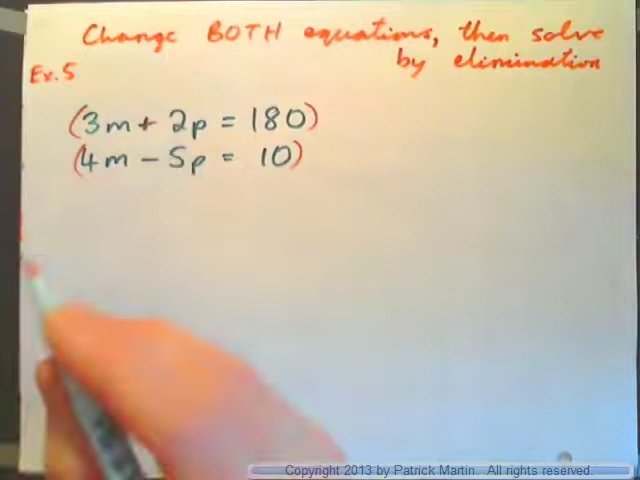 Change BOTH equations, then solve
by elimination
Ex.5
(3m + 2p = 180)
(4m - 5p = 10)
Copyright 2013 by Patrick Martin. All rights reserved.